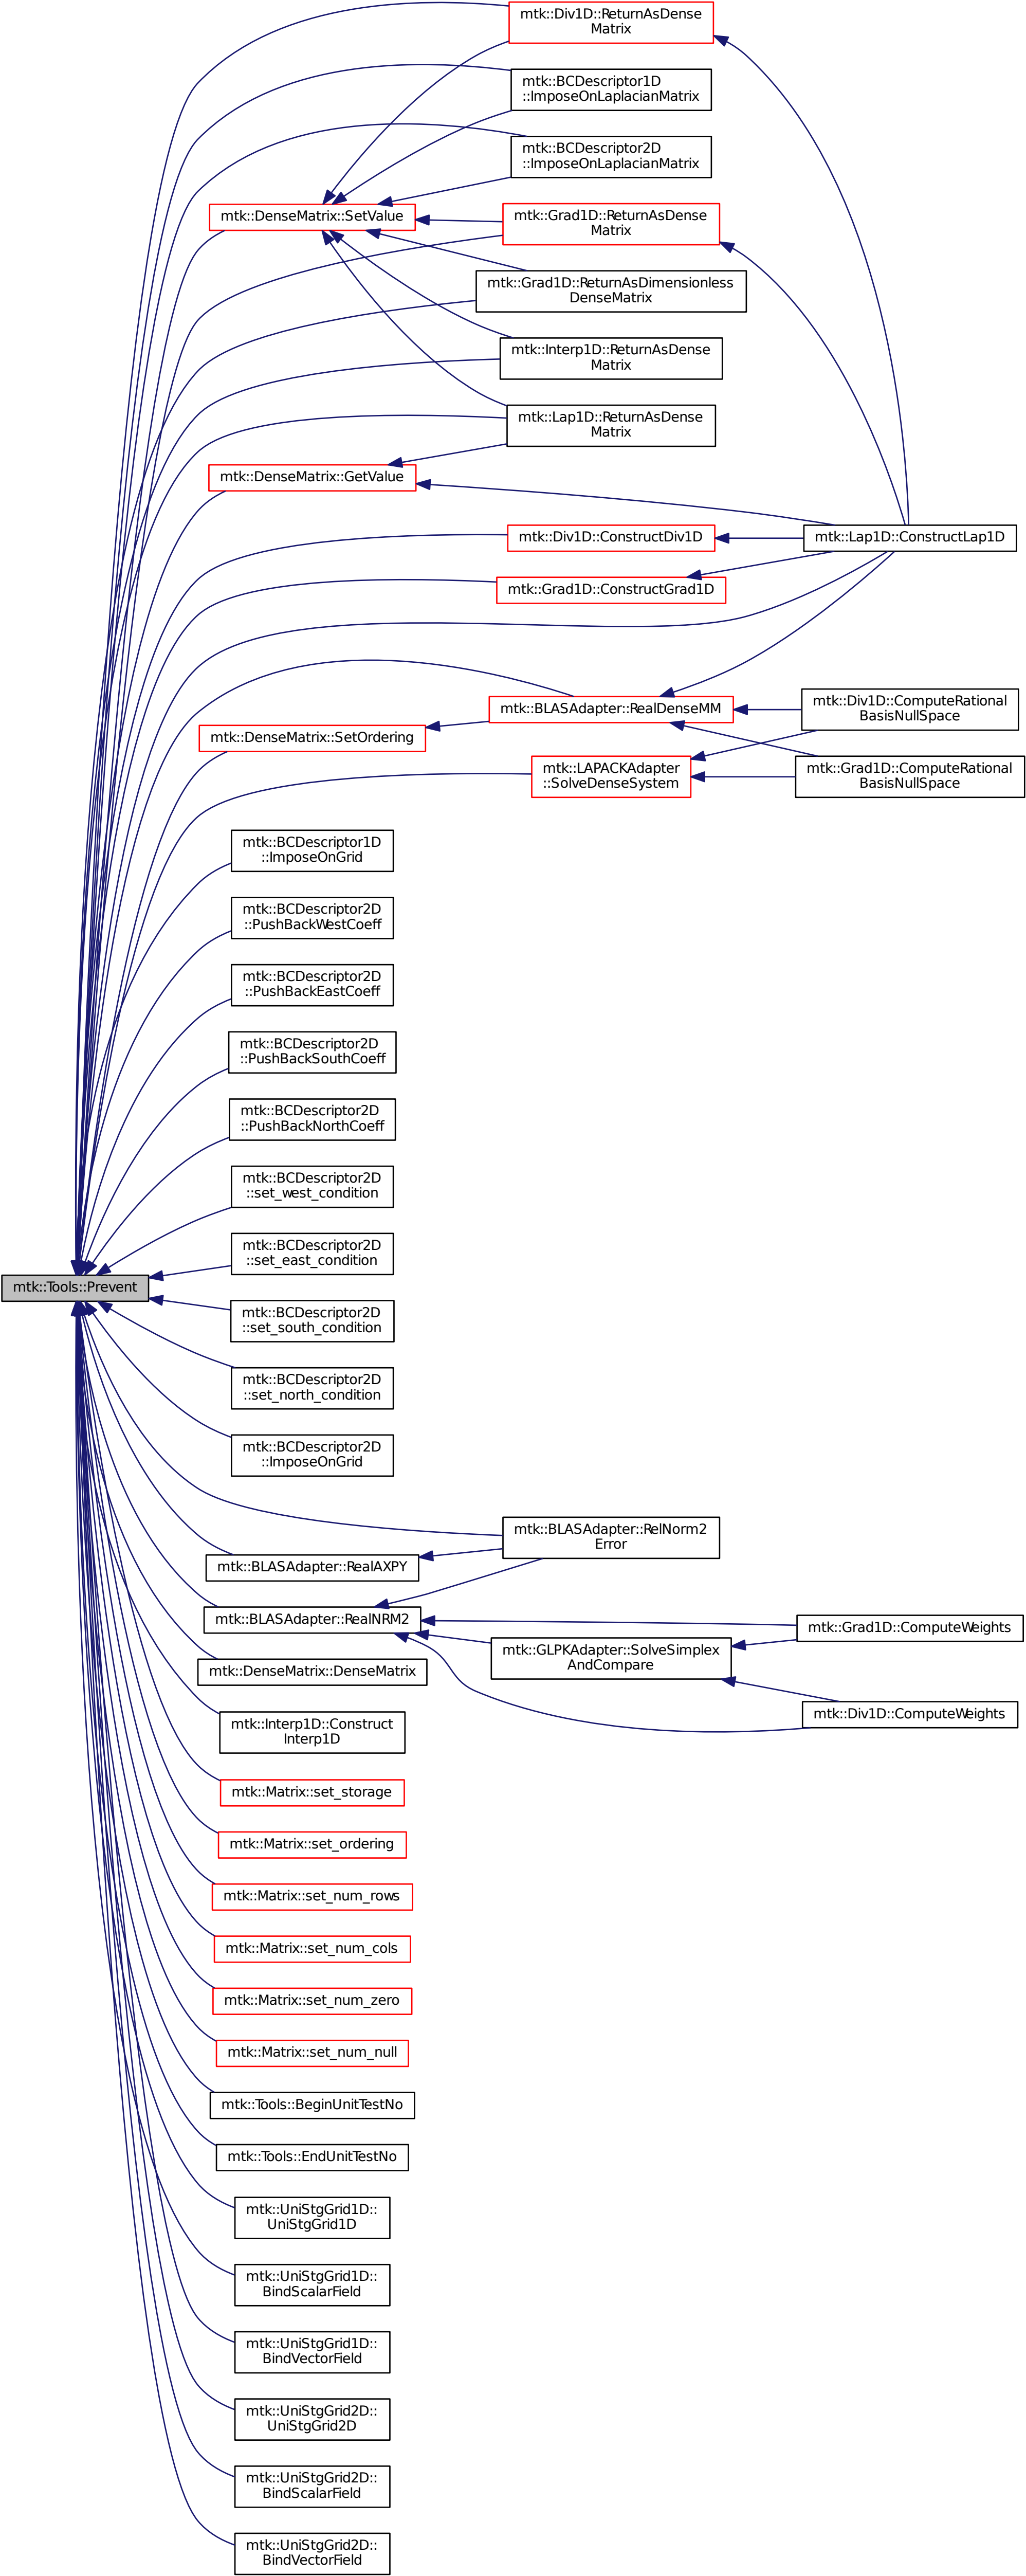 mtk::Div1D::ReturnAsDense
Matrix
mtk::BCDescriptor1D
::ImposeOnLaplacianMatrix
mtk::BCDescriptor2D
::ImposeOnLaplacianMatrix
mtk::DenseMatrix::SetValue
mtk::Grad1D::ReturnAsDense
Matrix
mtk::Grad1D::ReturnAsDimensionless
DenseMatrix
mtk::Interp1D::ReturnAsDense
Matrix
mtk::Lap1D::ReturnAsDense
Matrix
mtk::DenseMatrix::GetValue
mtk::Div1D::ConstructDiv1D
mtk::Lap1D::ConstructLap1D
mtk::Grad1D::ConstructGrad1D
mtk::BLASAdapter::RealDenseMM
mtk::Div1D::ComputeRational
BasisNullSpace
mtk::DenseMatrix::SetOrdering
mtk::LAPACKAdapter
::SolveDenseSystem
mtk::Grad1D::ComputeRational
BasisNullSpace
mtk::BCDescriptor1D
::ImposeOnGrid
mtk::BCDescriptor2D
::PushBackWestCoeff
mtk::BCDescriptor2D
::PushBackEastCoeff
mtk::BCDescriptor2D
::PushBackSouthCoeff
mtk::BCDescriptor2D
::PushBackNorthCoeff
mtk::BCDescriptor2D
::set_west_condition
mtk::BCDescriptor2D
::set_east_condition
mtk::Tools::Prevent
mtk::BCDescriptor2D
::set_south_condition
mtk::BCDescriptor2D
::set_north_condition
mtk::BCDescriptor2D
::ImposeOnGrid
mtk::BLASAdapter::RelNorm2
Error
mtk::BLASAdapter::RealAXPY
mtk::BLASAdapter::RealNRM2
mtk::Grad1D::ComputeWeights
mtk::GLPKAdapter::SolveSimplex
AndCompare
mtk::DenseMatrix::DenseMatrix
mtk::Div1D::ComputeWeights
mtk::Interp1D::Construct
Interp1D
mtk::Matrix::set_storage
mtk::Matrix::set_ordering
mtk::Matrix::set_num_rows
mtk::Matrix::set_num_cols
mtk::Matrix::set_num_zero
mtk::Matrix::set_num_null
mtk::Tools::BeginUnitTestNo
mtk::Tools::EndUnitTestNo
mtk::UniStgGrid1D::
UniStgGrid1D
mtk::UniStgGrid1D::
BindScalarField
mtk::UniStgGrid1D::
BindVectorField
mtk::UniStgGrid2D::
UniStgGrid2D
mtk::UniStgGrid2D::
BindScalarField
mtk::UniStgGrid2D::
BindVectorField